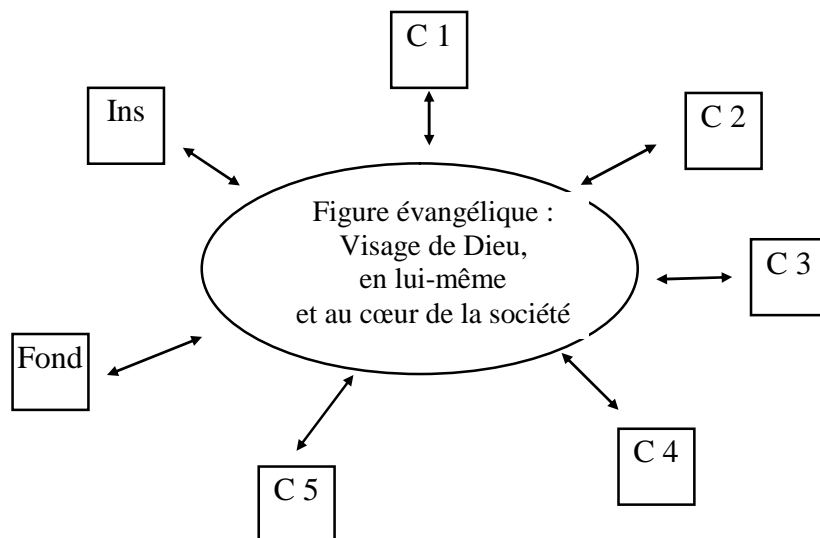 C 1
Ins
C 2
Figure évangélique :
Visage de Dieu,
en lui-même
et au cœur de la société
C 3
Fond
C 4
C 5